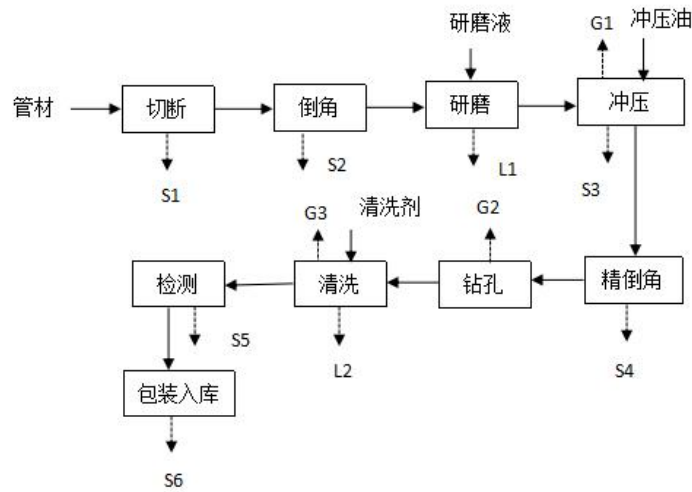 研磨液
G1
冲压油
管材
切断
倒角
研磨
冲压
S1
S2
L1
S3
G3
清洗剂
G2
检测
清洗
钻孔
精倒角
S5
L2
S4
包装入库
S6